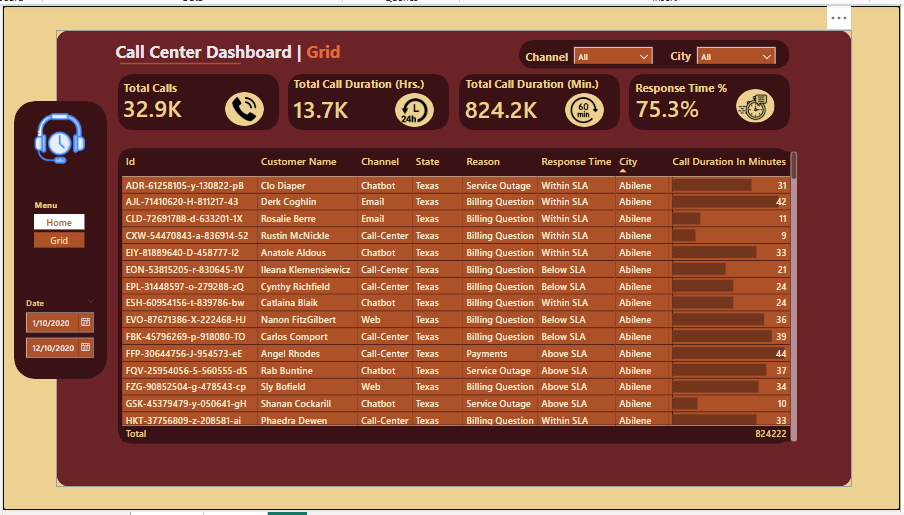 Call Center Dashboard | Grid
Channel All City All
Total Calls
32.9K
Total Call Duration (Hrs.)
13.7K
24h
Total Call Duration (Min.)
824.2K
60 min
Response Time %
75.3%
Menu
Home
Grid
Date
1/10/2020
12/10/2020
Id Customer Name Channel State Reason Response Time City Call Duration In Minutes
ADR-61258105-y-130822-pB Clo Diaper Chatbot Texas Service Outage Within SLA Abilene 31
AJL-71410620-H-811217-43 Derk Coghlin Email Texas Billing Question Within SLA Abilene 42
CLD-72691788-d-633201-1X Rosalie Berre Email Texas Billing Question Within SLA Abilene 11
CXW-54470843-a-836914-52 Rustin McNickle Call-Center Texas Billing Question Within SLA Abilene 9
EIY-81889640-D-458777-I2 Anatole Aldous Chatbot Texas Billing Question Within SLA Abilene 33
EON-53815205-r-830645-1V Ileana Klemensiewicz Call-Center Texas Billing Question Below SLA Abilene 21
EPL-31448597-o-279288-zQ Cynthy Richfield Call-Center Texas Billing Question Below SLA Abilene 24
ESH-60954156-t-839786-bw Catlaina Blaik Chatbot Texas Billing Question Within SLA Abilene 24
EVO-87671386-X-222468-HJ Nanon FitzGilbert Web Texas Billing Question Below SLA Abilene 36
FBK-45796269-p-918080-TO Carlos Comport Call-Center Texas Billing Question Below SLA Abilene 39
FFP-30644756-J-954573-eE Angel Rhodes Call-Center Texas Payments Above SLA Abilene 44
FQV-25954056-5-560555-dS Rab Buntine Chatbot Texas Service Outage Above SLA Abilene 37
FZG-90852504-g-478543-cp Sly Bofield Web Texas Billing Question Above SLA Abilene 34
GSK-45379479-y-050641-gH Shanan Cockarill Chatbot Texas Service Outage Above SLA Abilene 10
HKT-37756809-z-208581-ai Phaedra Dewen Call-Center Texas Billing Question Within SLA Abilene 33
Total 824222